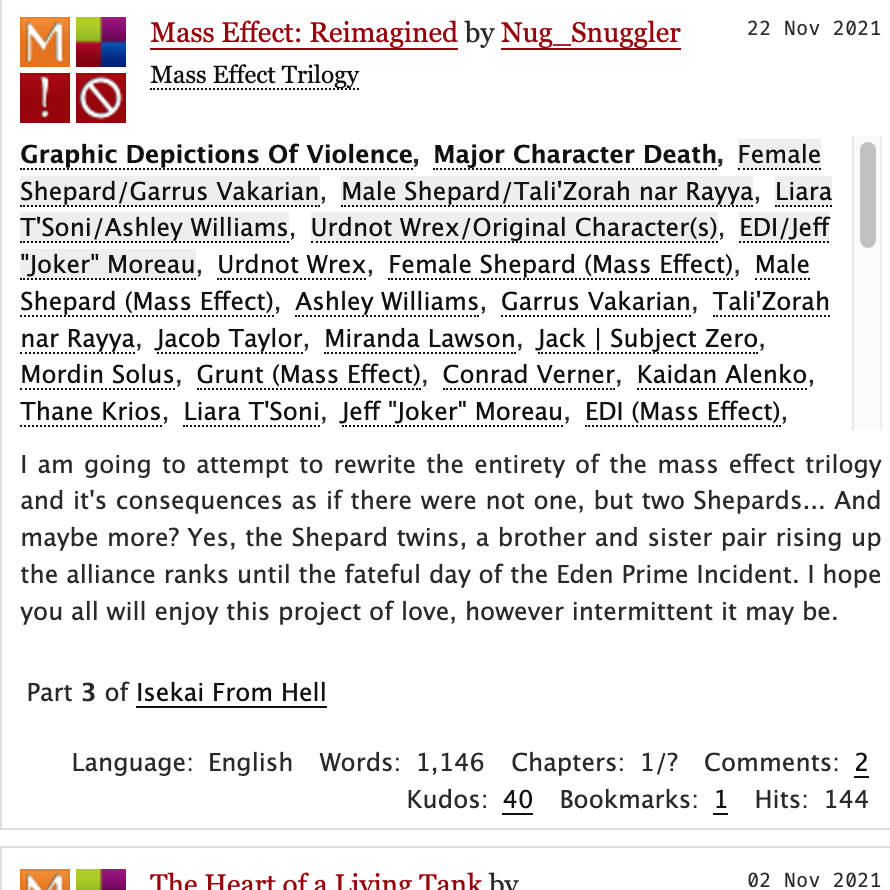 M Mass Effect: Reimagined by Nug_Snuggler 22 Nov 2021
! Mass Effect Trilogy
Graphic Depictions Of Violence, Major Character Death, Female
Shepard/Garrus Vakarian, Male Shepard/Tali'Zorah nar Rayya, Liara
T'Soni/Ashley Williams, Urdnot Wrex/Original Character(s), EDI/Jeff
"Joker" Moreau, Urdnot Wrex, Female Shepard (Mass Effect), Male
Shepard (Mass Effect), Ashley Williams, Garrus Vakarian, Tali'Zorah
nar Rayya, Jacob Taylor, Miranda Lawson, Jack | Subject Zero,
Mordin Solus, Grunt (Mass Effect), Conrad Verner, Kaidan Alenko,
Thane Krios, Liara T'Soni, Jeff "Joker" Moreau, EDI (Mass Effect),
I am going to attempt to rewrite the entirety of the mass effect trilogy
and it's consequences as if there were not one, but two Shepards... And
maybe more? Yes, the Shepard twins, a brother and sister pair rising up
the alliance ranks until the fateful day of the Eden Prime Incident. I hope
you all will enjoy this project of love, however intermittent it may be.
Part 3 of Isekai From Hell
Language: English Words: 1,146 Chapters: 1/? Comments: 2
Kudos: 40 Bookmarks: 1 Hits: 144
M The Heart of a Living Tank by 02 Nov 2021